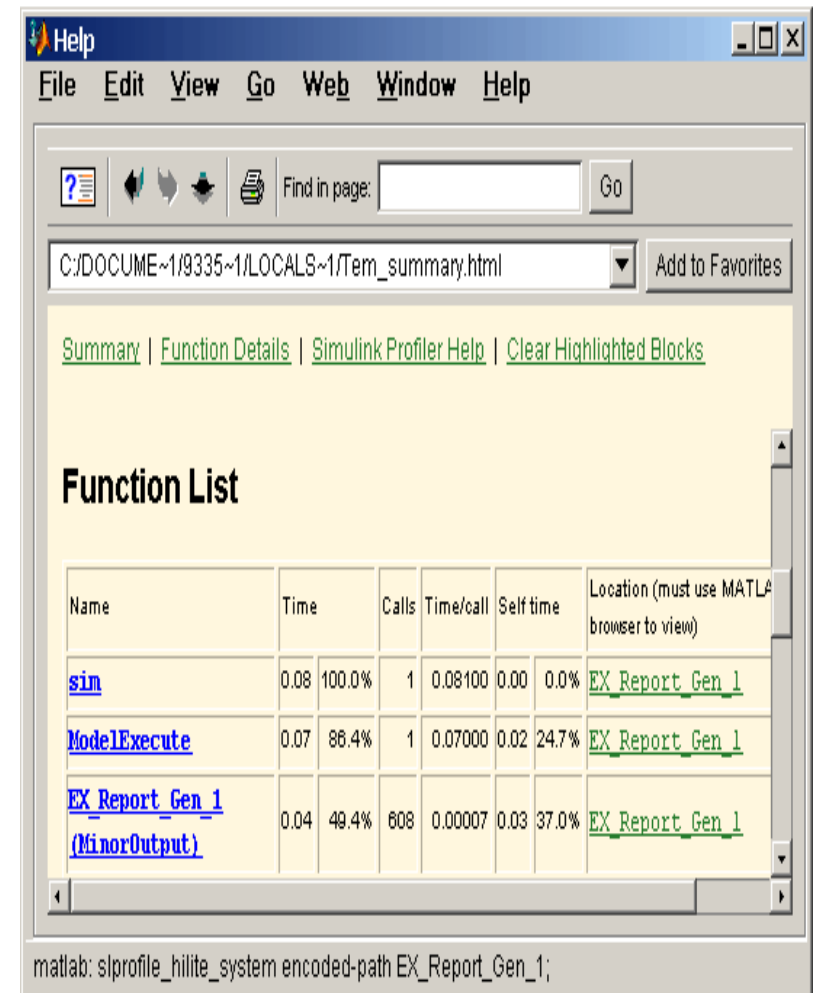 Help
File Edit View Go Web Window Help
Find in page: Go
C:/DOCUME~1/9335~1/LOCALS~1/Tem_summary.html Add to Favorites
Summary | Function Details | Simulink Profiler Help | Clear Highlighted Blocks
Function List
Name Time Calls Time/call Self time Location (must use MATLA
browser to view)
sim 0.08 100.0% 1 0.08100 0.00 0.0% EX_Report_Gen_1
ModelExecute 0.07 86.4% 1 0.07000 0.02 24.7% EX_Report_Gen_1
EX_Report_Gen_1
(MinorOutput) 0.04 49.4% 608 0.00007 0.03 37.0% EX_Report_Gen_1
matlab: slprofile_hilite_system encoded-path EX_Report_Gen_1;